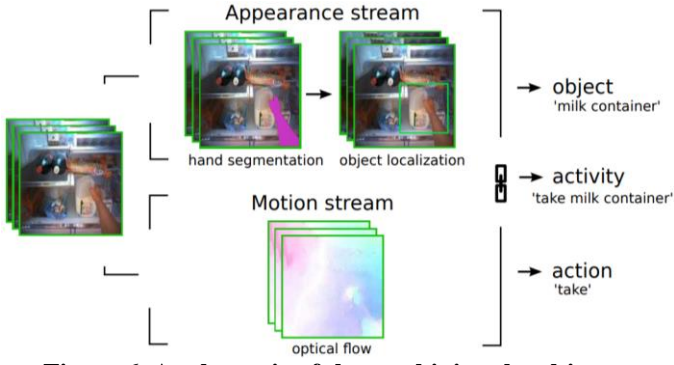 Appearance stream
hand segmentation
object localization
object
'milk container'
activity
'take milk container'
Motion stream
optical flow
action
'take'